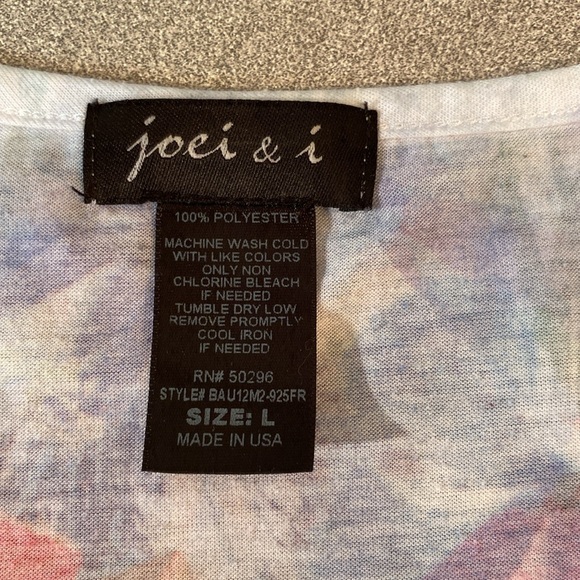 joei & i
100% POLYESTER
MACHINE WASH COLD
WITH LIKE COLORS
ONLY NON
CHLORINE BLEACH
IF NEEDED
TUMBLE DRY LOW
REMOVE PROMPTLY
COOL IRON
IF NEEDED
RN# 50296
STYLE# BAU12M2-925FR
SIZE: L
MADE IN USA